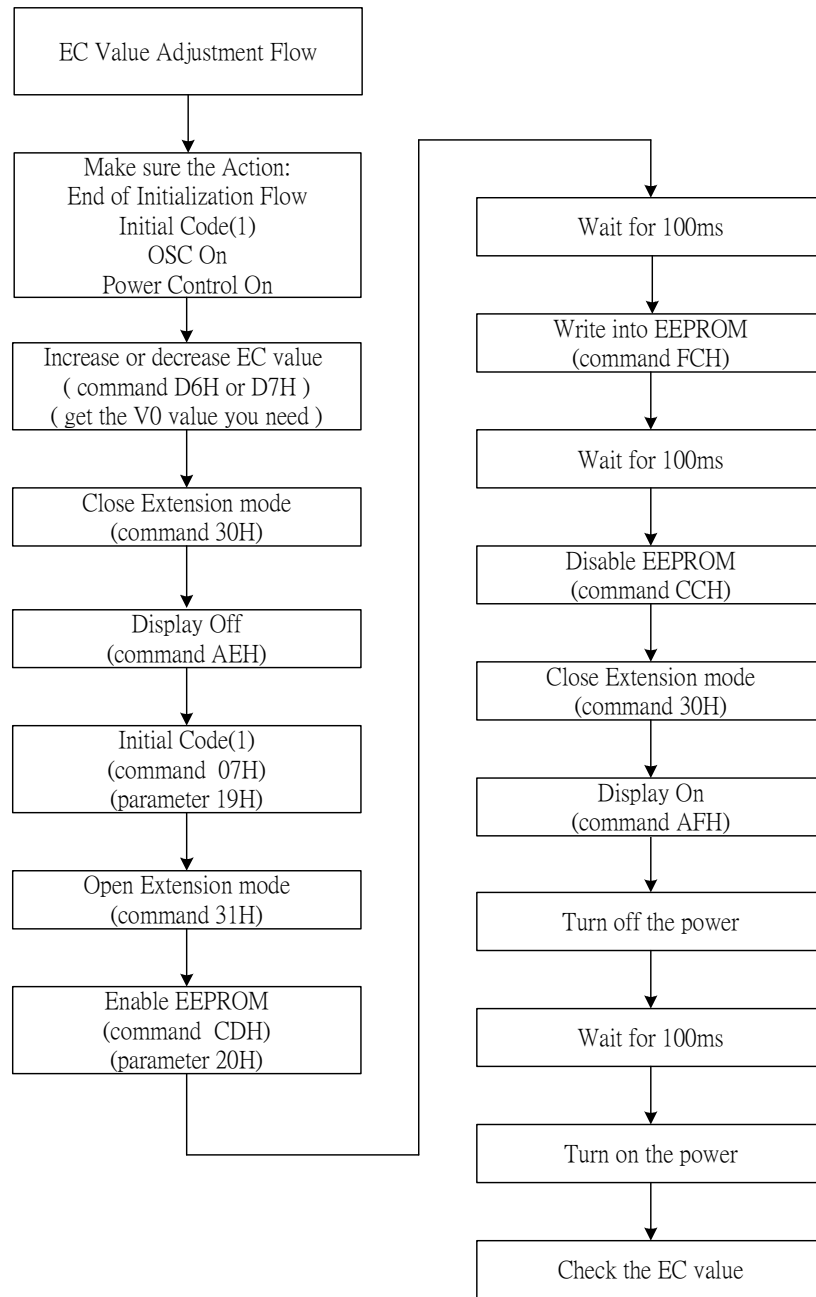 EC Value Adjustment Flow
Make sure the Action:
End of Initialization Flow
Initial Code(1)
OSC On
Power Control On
Increase or decrease EC value
( command D6H or D7H )
( get the V0 value you need )
Close Extension mode
(command 30H)
Display Off
(command AEH)
Initial Code(1)
(command 07H)
(parameter 19H)
Open Extension mode
(command 31H)
Enable EEPROM
(command CDH)
(parameter 20H)
Wait for 100ms
Write into EEPROM
(command FCH)
Wait for 100ms
Disable EEPROM
(command CCH)
Close Extension mode
(command 30H)
Display On
(command AFH)
Turn off the power
Wait for 100ms
Turn on the power
Check the EC value